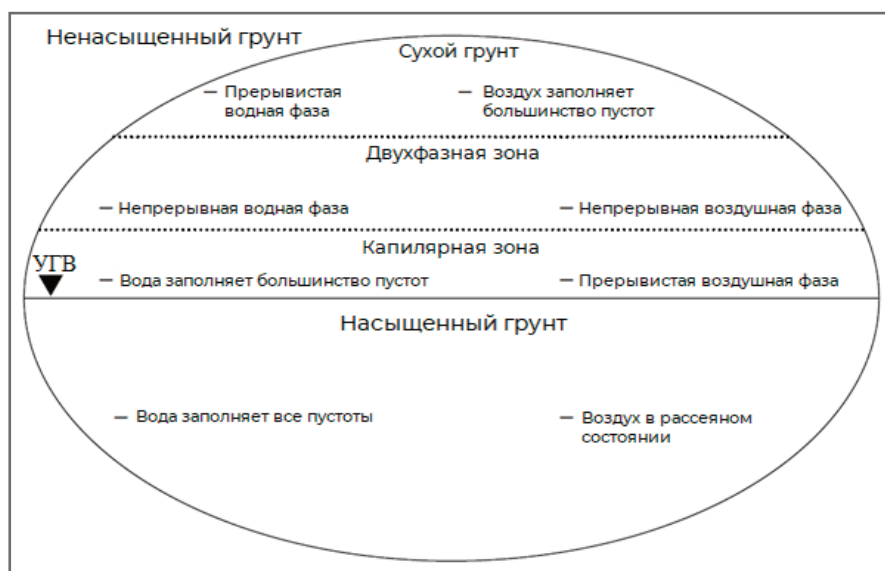 Ненасыщенный грунт
Сухой грунт
— Прерывистая
водная фаза
— Воздух заполняет
большинство пустот
Двухфазная зона
— Непрерывная водная фаза
— Непрерывная воздушная фаза
Капилярная зона
УГВ
— Вода заполняет большинство пустот
— Прерывистая воздушная фаза
Насыщенный грунт
— Вода заполняет все пустоты
— Воздух в рассеяном
состоянии